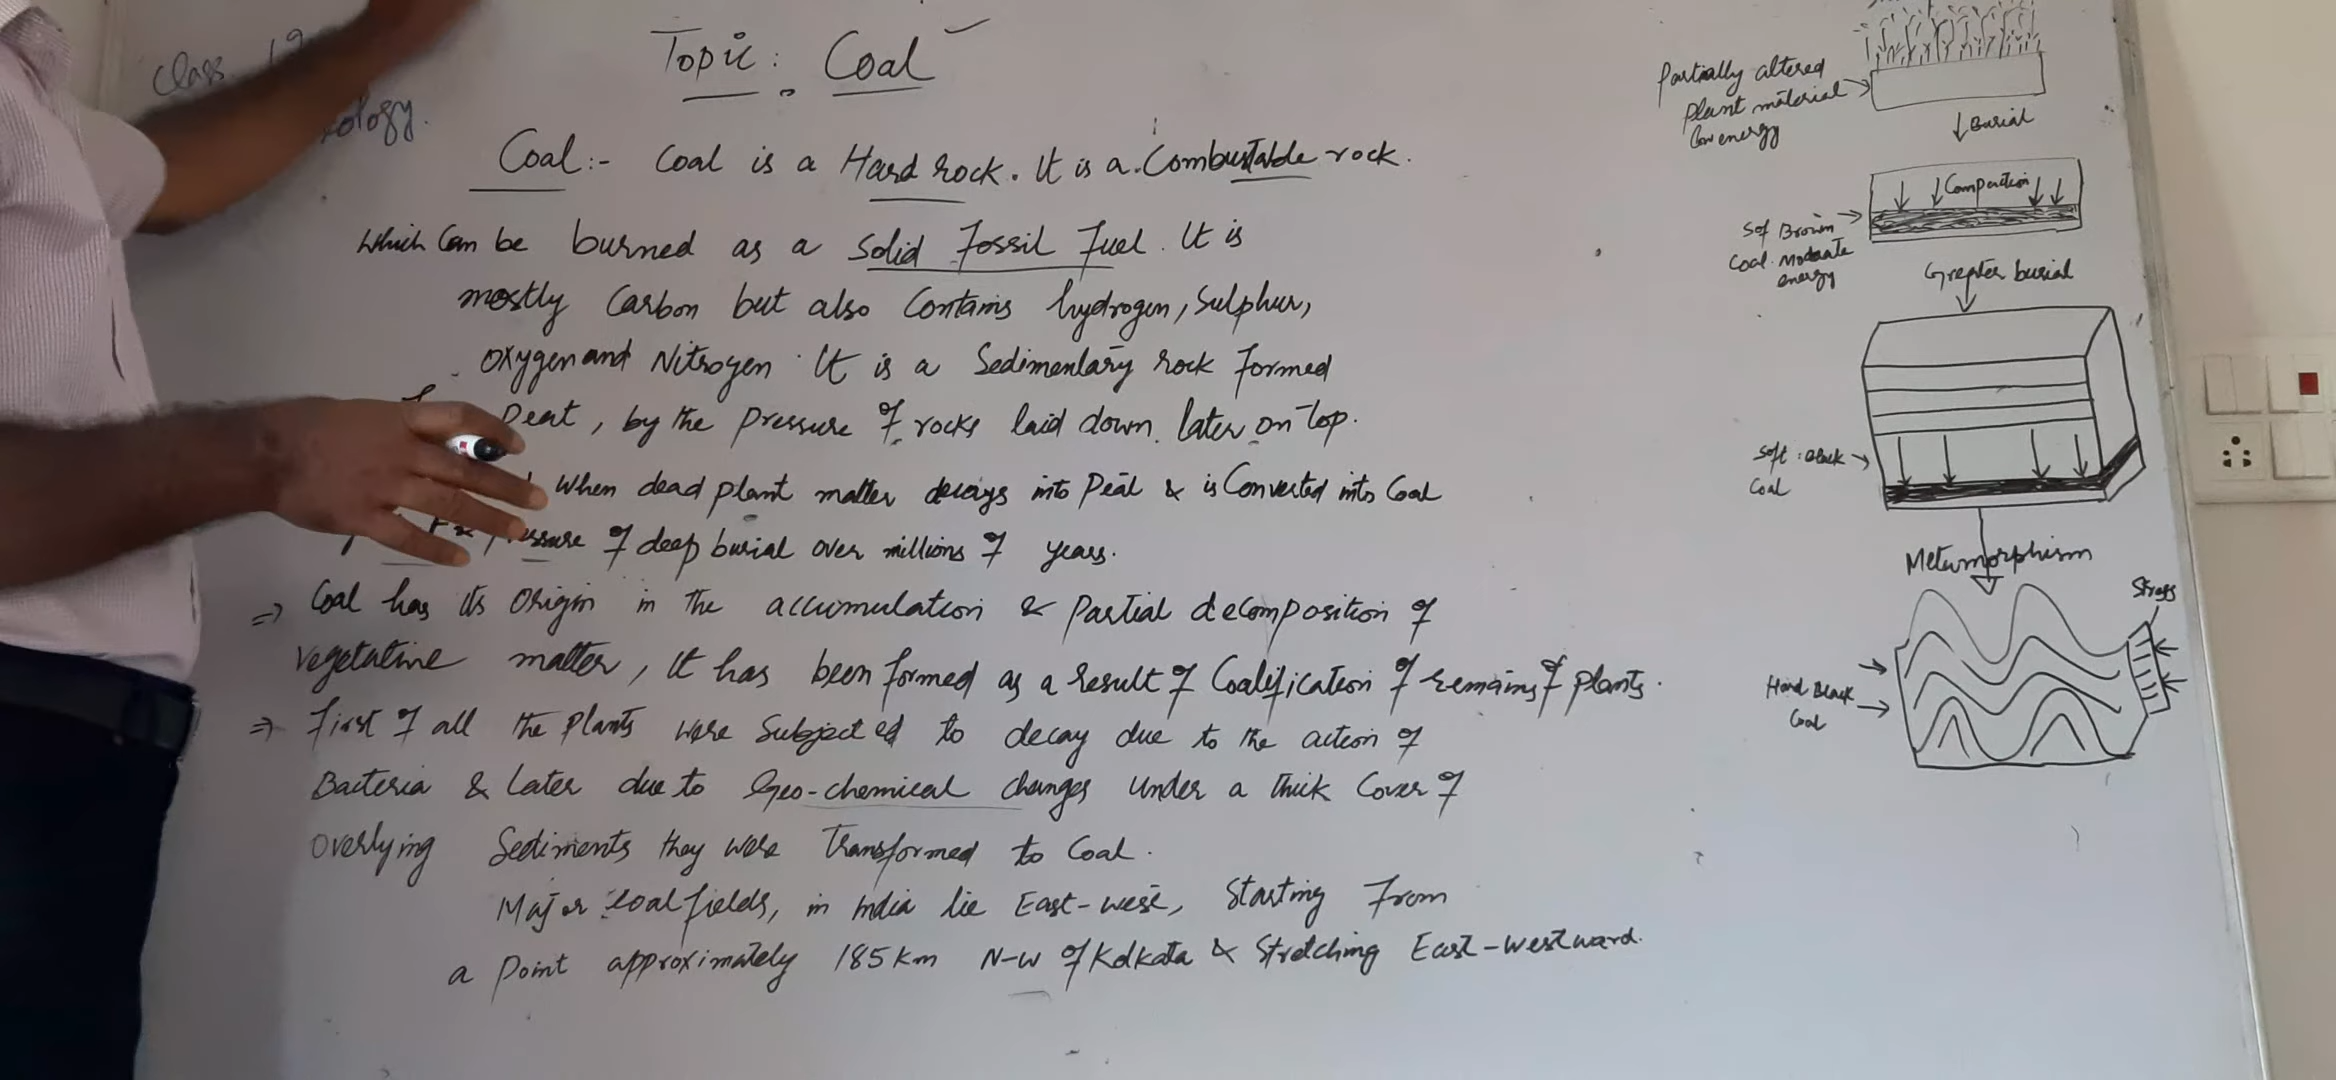 Topic : Coal
Class
ology.
Coal :- Coal is a Hard rock. It is a Combustable rock.
which Can be burned as a solid Fossil Fuel. It is
mostly Carbon but also Contains hydrogen, Sulphur,
Oxygen and Nitrogen. It is a Sedimentary rock Formed
Peat, by the Pressure of rocks laid down later on top.
when dead plant matter decays into Peat & is Converted into Coal
of deep burial over millions of years.
=> Coal has its Origin in the accumulation & Partial decomposition of
vegetative matter, It has been formed as a result of Coalification of remains of plants.
=> First of all the Plants were Subjected to decay due to the action of
Bacteria & Later due to Geo-chemical changes under a thick Cover of
Overlying Sediments they were Transformed to Coal.
Major Coal fields, in India lie East-west, Starting From
a Point approximately 185 km N-W of Kolkata & Stretching East-westward.
Partially altered
Plant material
Low energy
Burial
Compaction
Sof Brown
Coal. Moderate
energy
Greater burial
Soft Black
Coal
Metamorphism
Stress
Hard Black
Coal